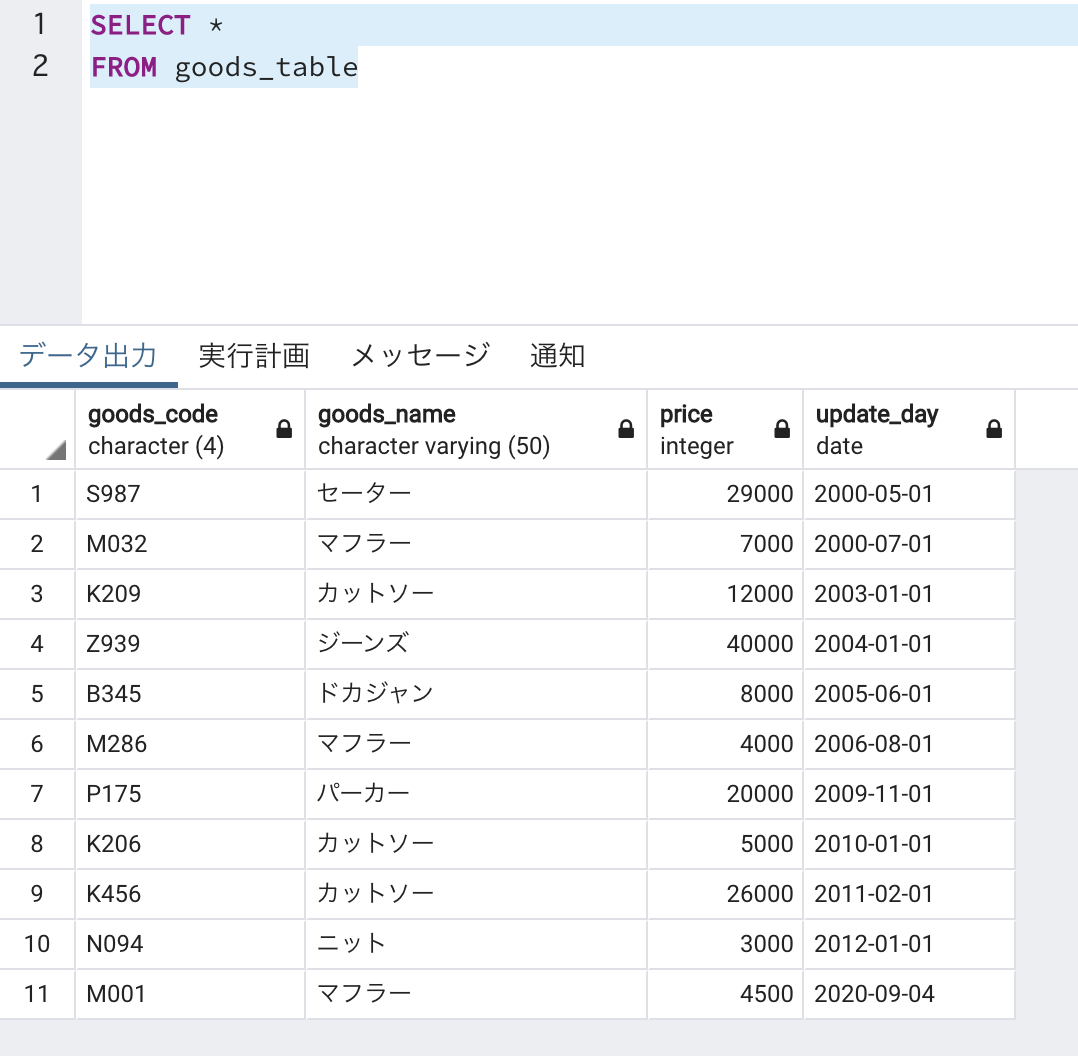 1 SELECT *
2 FROM goods_table
データ出力 実行計画 メッセージ 通知
goods_code goods_name price update_day
character (4) character varying (50) integer date
1 S987 セーター 29000 2000-05-01
2 M032 マフラー 7000 2000-07-01
3 K209 カットソー 12000 2003-01-01
4 Z939 ジーンズ 40000 2004-01-01
5 B345 ドカジャン 8000 2005-06-01
6 M286 マフラー 4000 2006-08-01
7 P175 パーカー 20000 2009-11-01
8 K206 カットソー 5000 2010-01-01
9 K456 カットソー 26000 2011-02-01
10 N094 ニット 3000 2012-01-01
11 M001 マフラー 4500 2020-09-04